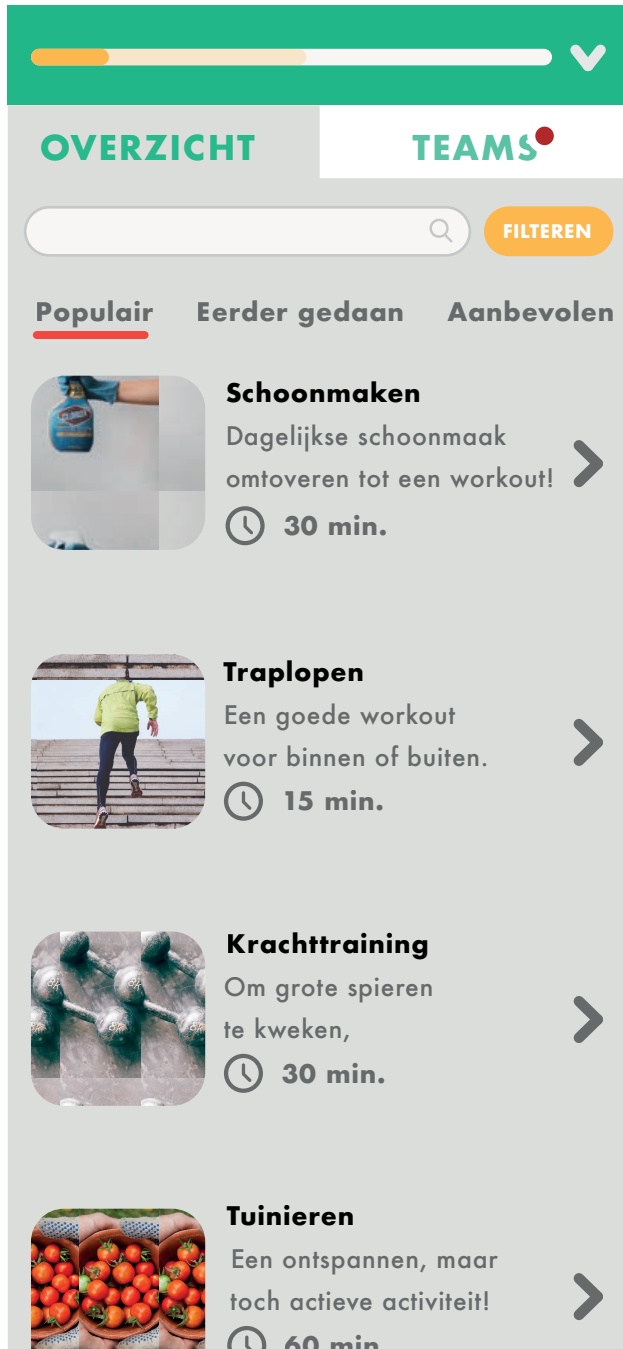 OVERZICHT
TEAMS
FILTEREN
Populair
Eerder gedaan
Aanbevolen
Schoonmaken
Dagelijkse schoonmaak
omtoveren tot een workout!
30 min.
Traplopen
Een goede workout
voor binnen of buiten.
15 min.
Krachttraining
Om grote spieren
te kweken,
30 min.
Tuinieren
Een ontspannen, maar
toch actieve activiteit!
60 min